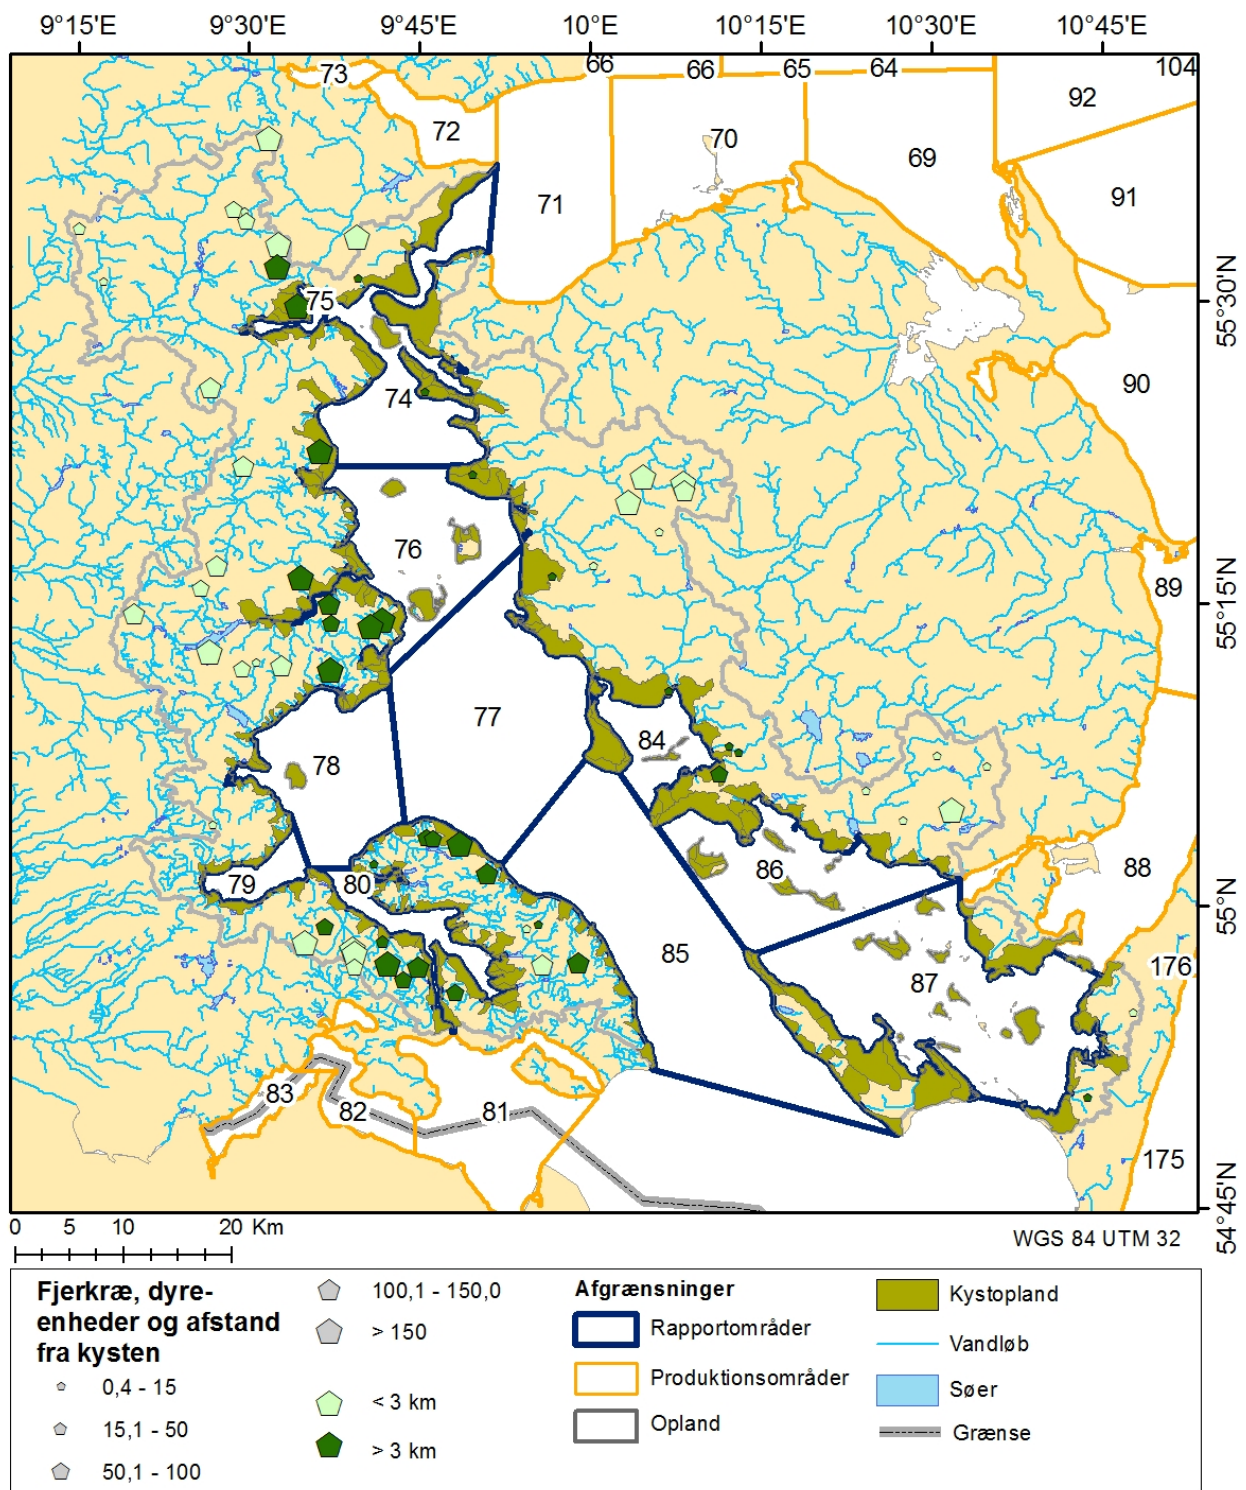 9°15'E 9°30'E 9°45'E 10°E 10°15'E 10°30'E 10°45'E
73 66 66 65 64 104
92
72
70
69
71
91
75
55°30'N
90
74
76
89
55°15'N
77
84
78
88
86
79 80
55°N
85
176
87
83
82 81
175
54°45'N
0 5 10 20 Km
WGS 84 UTM 32
Fjerkræ, dyre-
enheder og afstand
fra kysten
0,4 - 15
15,1 - 50
50,1 - 100
100,1 - 150,0
> 150
< 3 km
> 3 km
Afgrænsninger
Rapportområder
Produktionsområder
Opland
Kystopland
Vandløb
Søer
Grænse